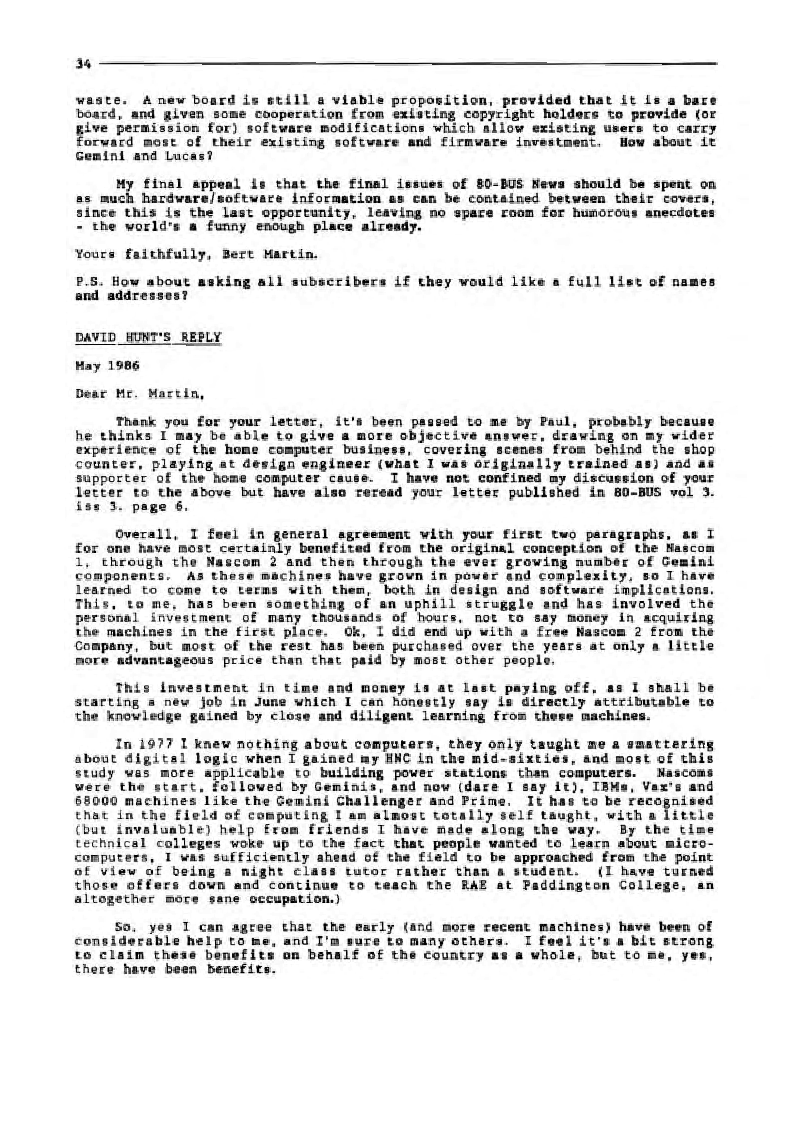 34
waste. A new board is still a viable proposition, provided that it is a bare
board, and given some cooperation from existing copyright holders to provide (or
give permission for) software modifications which allow existing users to carry
forward most of their existing software and firmware investment. How about it
Gemini and Lucas?
My final appeal is that the final issues of 80-BUS News should be spent on
as much hardware/software information as can be contained between their covers,
since this is the last opportunity, leaving no spare room for humorous anecdotes
- the world's a funny enough place already.
Yours faithfully, Bert Martin.
P.S. How about asking all subscribers if they would like a full list of names
and addresses?
DAVID HUNT'S REPLY
May 1986
Dear Mr. Martin,
Thank you for your letter, it's been passed to me by Paul, probably because
he thinks I may be able to give a more objective answer, drawing on my wider
experience of the home computer business, covering scenes from behind the shop
counter, playing at design engineer (what I was originally trained as) and as
supporter of the home computer cause. I have not confined my discussion of your
letter to the above but have also reread your letter published in 80-BUS vol 3.
iss 3. page 6.
Overall, I feel in general agreement with your first two paragraphs, as I
for one have most certainly benefited from the original conception of the Nascom
1, through the Nascom 2 and then through the ever growing number of Gemini
components. As these machines have grown in power and complexity, so I have
learned to come to terms with them, both in design and software implications.
This, to me, has been something of an uphill struggle and has involved the
personal investment of many thousands of hours, not to say money in acquiring
the machines in the first place. Ok, I did end up with a free Nascom 2 from the
Company, but most of the rest has been purchased over the years at only a little
more advantageous price than that paid by most other people.
This investment in time and money is at last paying off, as I shall be
starting a new job in June which I can honestly say is directly attributable to
the knowledge gained by close and diligent learning from these machines.
In 1977 I knew nothing about computers, they only taught me a smattering
about digital logic when I gained my HNC in the mid-sixties, and most of this
study was more applicable to building power stations than computers. Nascoms
were the start, followed by Geminis, and now (dare I say it), IBMs, Vax's and
68000 machines like the Gemini Challenger and Prime. It has to be recognised
that in the field of computing I am almost totally self taught, with a little
(but invaluable) help from friends I have made along the way. By the time
technical colleges woke up to the fact that people wanted to learn about micro-
computers, I was sufficiently ahead of the field to be approached from the point
of view of being a night class tutor rather than a student. (I have turned
those offers down and continue to teach the RAE at Paddington College, an
altogether more sane occupation.)
So, yes I can agree that the early (and more recent machines) have been of
considerable help to me, and I'm sure to many others. I feel it's a bit strong
to claim these benefits on behalf of the country as a whole, but to me, yes,
there have been benefits.